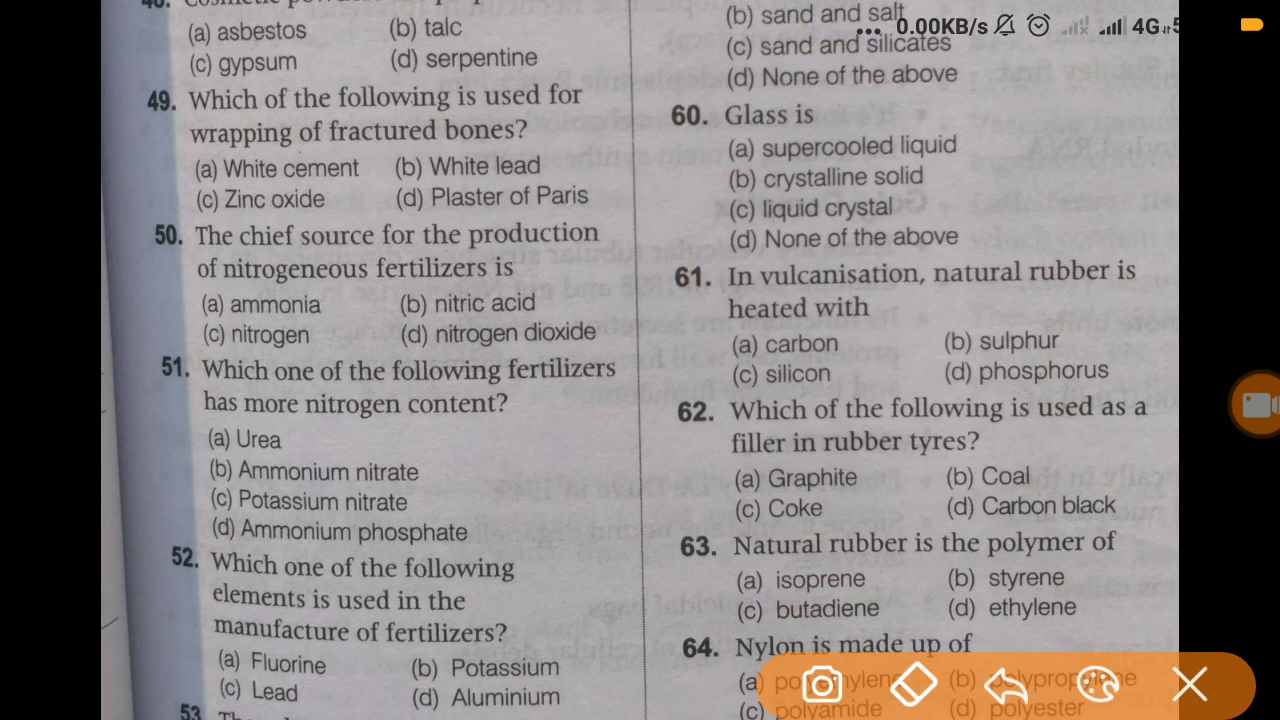 48. Cosmetic powder
(a) asbestos (b) talc
(c) gypsum (d) serpentine
49. Which of the following is used for
wrapping of fractured bones?
(a) White cement (b) White lead
(c) Zinc oxide (d) Plaster of Paris
50. The chief source for the production
of nitrogeneous fertilizers is
(a) ammonia (b) nitric acid
(c) nitrogen (d) nitrogen dioxide
51. Which one of the following fertilizers
has more nitrogen content?
(a) Urea
(b) Ammonium nitrate
(c) Potassium nitrate
(d) Ammonium phosphate
52. Which one of the following
elements is used in the
manufacture of fertilizers?
(a) Fluorine (b) Potassium
(c) Lead (d) Aluminium
53
(b) sand and salt
... 0.00KB/s 4G
(c) sand and silicates
(d) None of the above
60. Glass is
(a) supercooled liquid
(b) crystalline solid
(c) liquid crystal
(d) None of the above
61. In vulcanisation, natural rubber is
heated with
(a) carbon (b) sulphur
(c) silicon (d) phosphorus
62. Which of the following is used as a
filler in rubber tyres?
(a) Graphite (b) Coal
(c) Coke (d) Carbon black
63. Natural rubber is the polymer of
(a) isoprene (b) styrene
(c) butadiene (d) ethylene
64. Nylon is made up of
(a) polyethylene (b) polypropylene
(c) polyamide (d) polyester